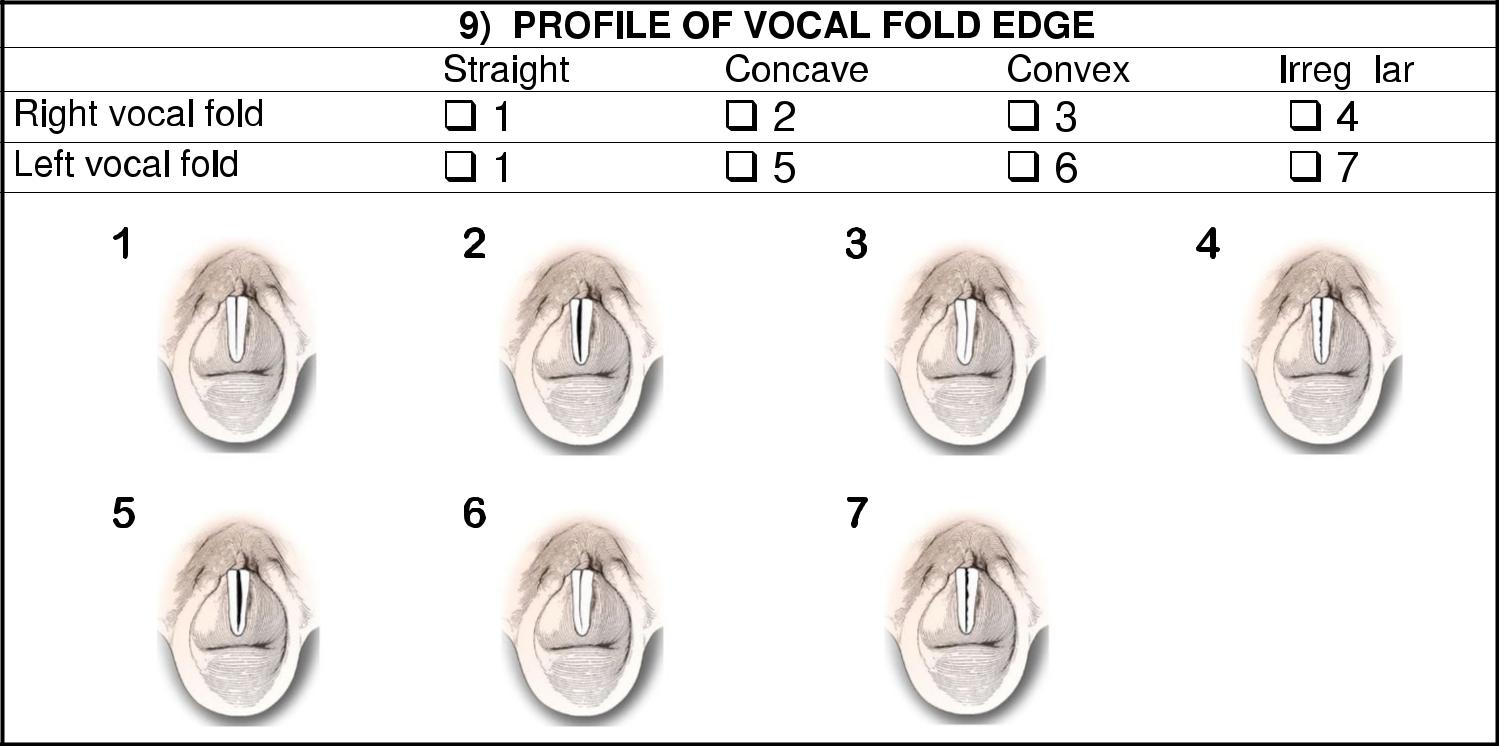 9) PROFILE OF VOCAL FOLD EDGE
Straight Concave Convex Irreg lar
Right vocal fold ❑ 1 ❑ 2 ❑ 3 ❑ 4
Left vocal fold ❑ 1 ❑ 5 ❑ 6 ❑ 7
1 2 3 4
5 6 7